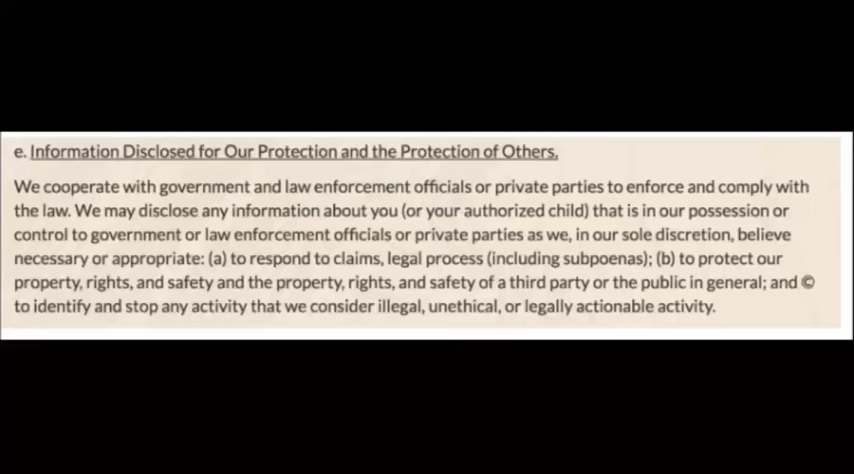 e. Information Disclosed for Our Protection and the Protection of Others.
We cooperate with government and law enforcement officials or private parties to enforce and comply with
the law. We may disclose any information about you (or your authorized child) that is in our possession or
control to government or law enforcement officials or private parties as we, in our sole discretion, believe
necessary or appropriate: (a) to respond to claims, legal process (including subpoenas); (b) to protect our
property, rights, and safety and the property, rights, and safety of a third party or the public in general; and ©
to identify and stop any activity that we consider illegal, unethical, or legally actionable activity.